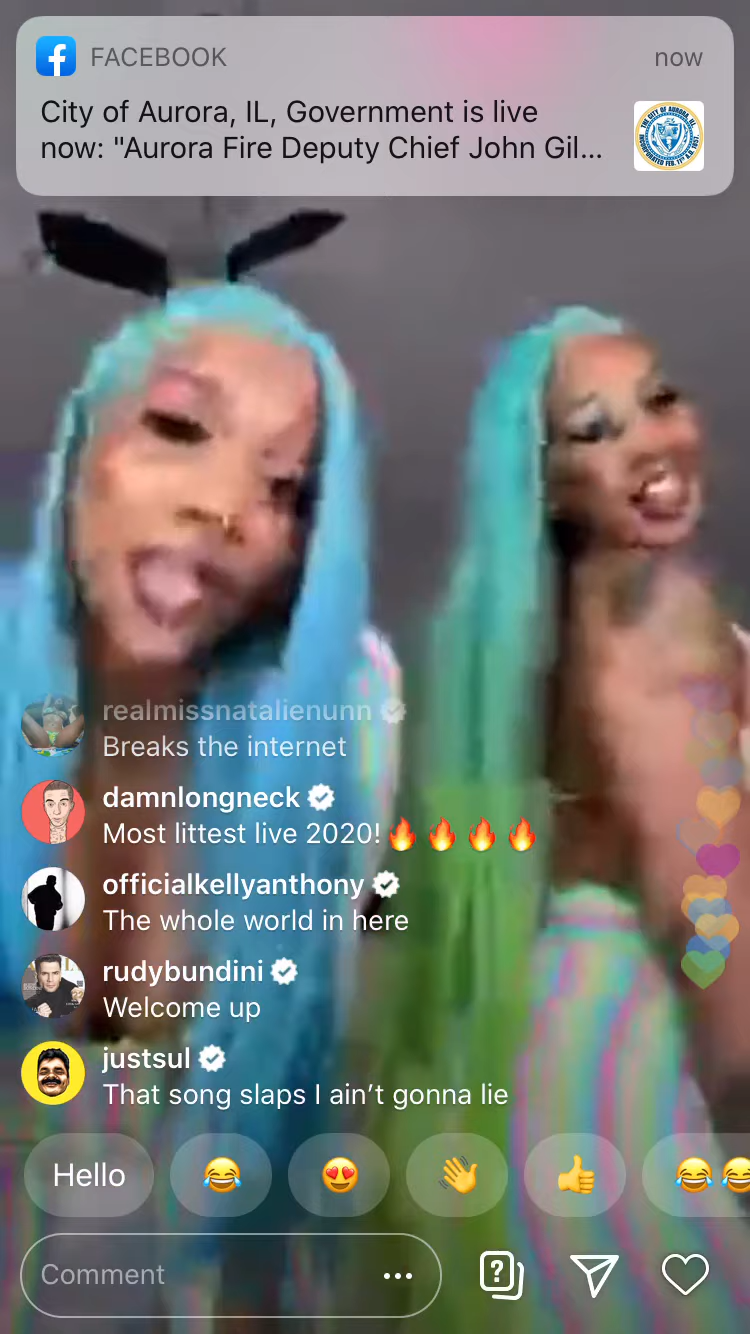 FACEBOOK
now
City of Aurora, IL, Government is live
now: "Aurora Fire Deputy Chief John Gil...
realmissnatalienunn
Breaks the internet
damnlongneck
Most littest live 2020!🔥 🔥 🔥 🔥
officialkellyanthony
The whole world in here
rudybundini
Welcome up
justsul
That song slaps I ain’t gonna lie
Hello 😂 😍 👋 👍 😂 😂
Comment